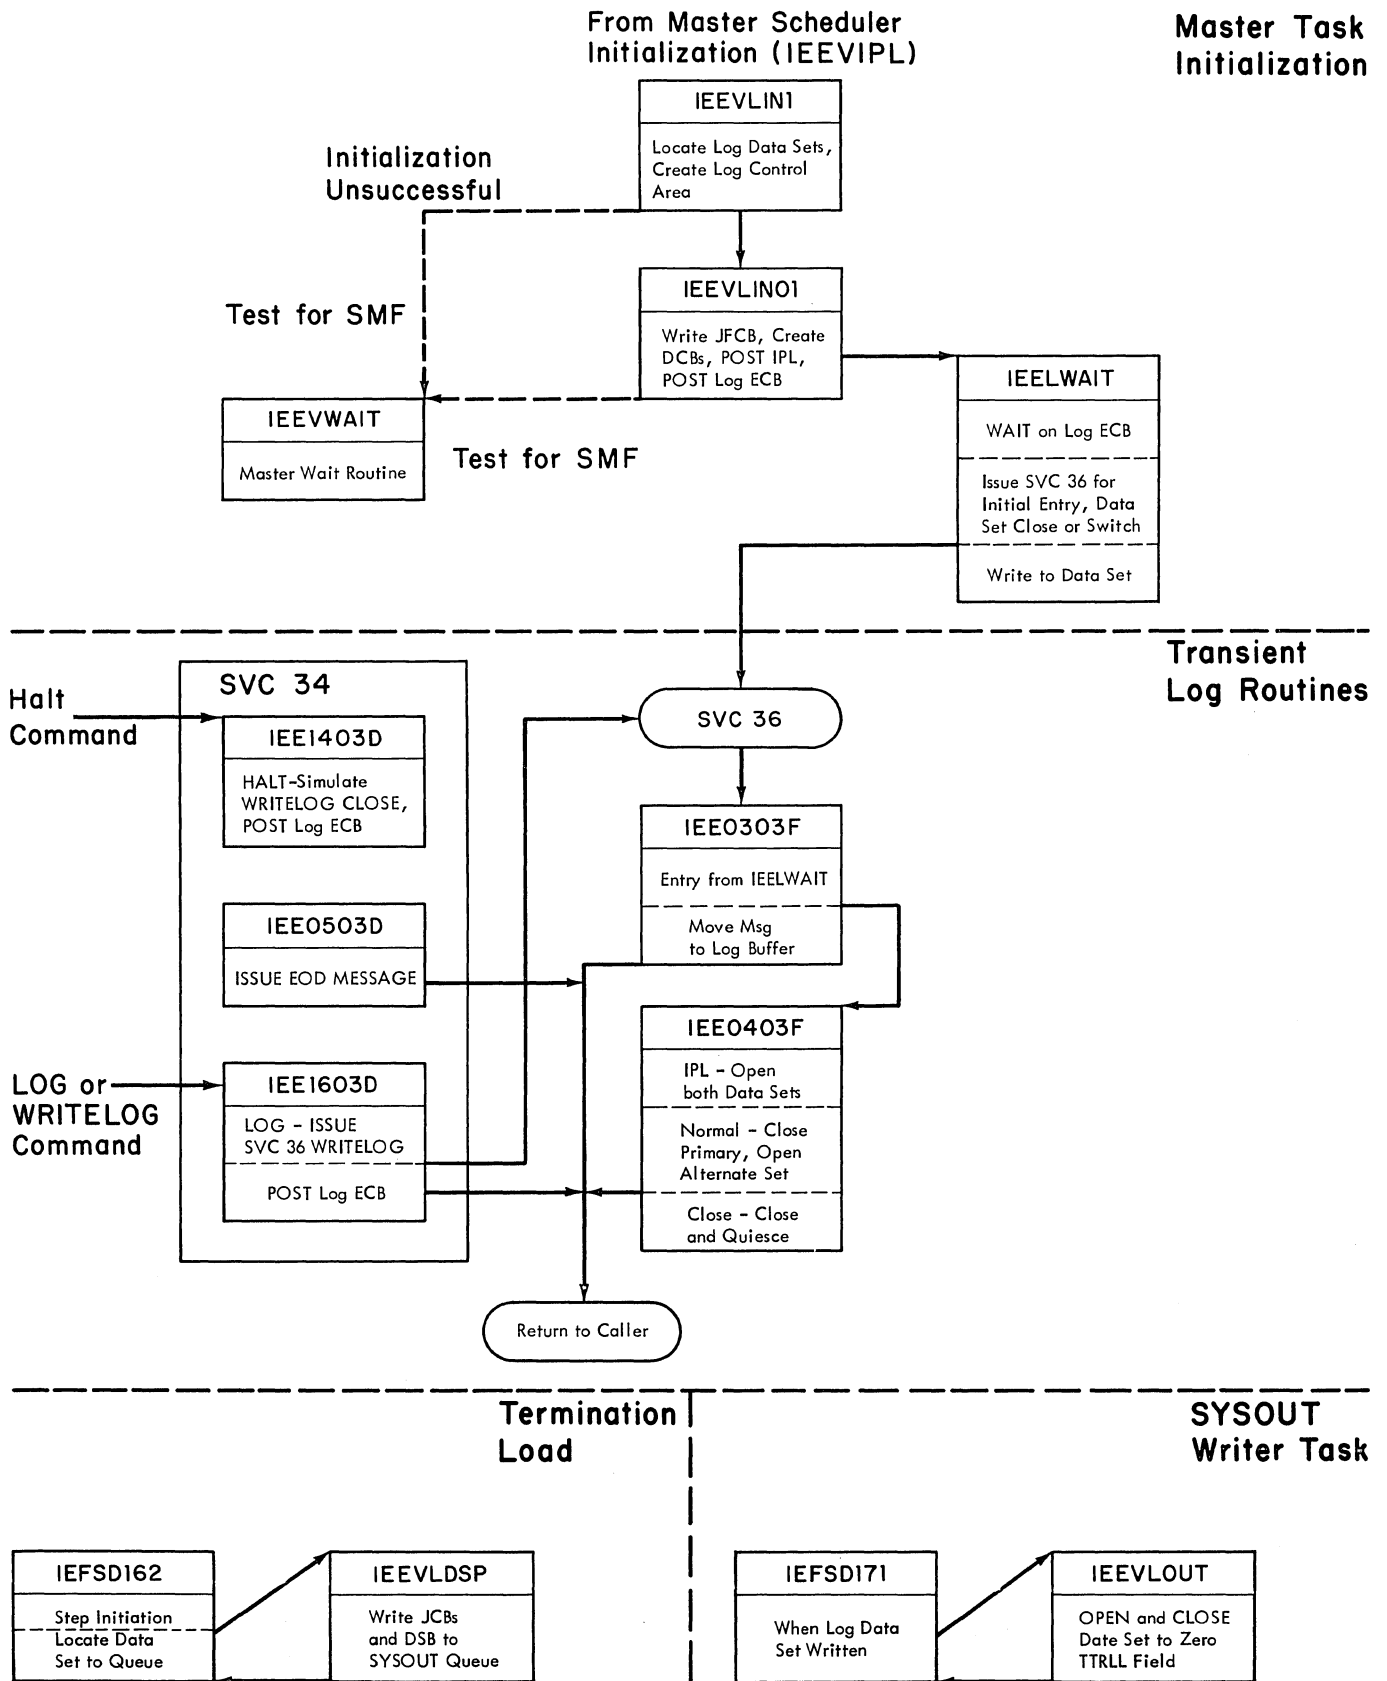 From Master Scheduler
Initialization (IEEVIPL)
Master Task
Initialization
IEEVLIN1
Locate Log Data Sets,
Create Log Control
Area
Initialization
Unsuccessful
Test for SMF
IEEVLINO1
Write JFCB, Create
DCBs, POST IPL,
POST Log ECB
IEELWAIT
WAIT on Log ECB
Issue SVC 36 for
Initial Entry, Data
Set Close or Switch
Write to Data Set
IEEVWAIT
Master Wait Routine
Test for SMF
Transient
Log Routines
Halt
Command
SVC 34
IEE1403D
HALT-Simulate
WRITELOG CLOSE,
POST Log ECB
IEE0503D
ISSUE EOD MESSAGE
LOG or
WRITELOG
Command
IEE1603D
LOG - ISSUE
SVC 36 WRITELOG
POST Log ECB
SVC 36
IEE0303F
Entry from IEELWAIT
Move Msg
to Log Buffer
IEE0403F
IPL - Open
both Data Sets
Normal - Close
Primary, Open
Alternate Set
Close - Close
and Quiesce
Return to Caller
Termination
Load
IEFSD162
Step Initiation
Locate Data
Set to Queue
IEEVLDSP
Write JCBs
and DSB to
SYSOUT Queue
SYSOUT
Writer Task
IEFSD171
When Log Data
Set Written
IEEVLOUT
OPEN and CLOSE
Date Set to Zero
TTRLL Field